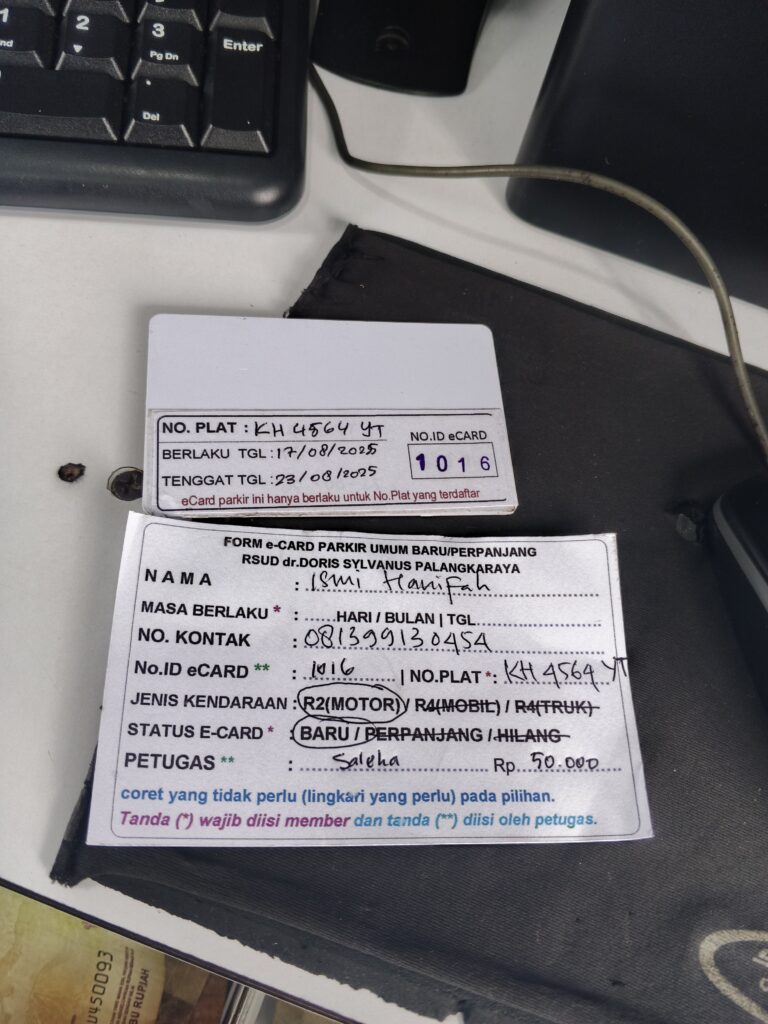 1
nd
2
3
Pg Dn
Enter
.
Del
NO. PLAT : KH 4564 YT
BERLAKU TGL : 17/08/2025
TENGGAT TGL : 23/08/2025
NO.ID eCARD
1016
eCard parkir ini hanya berlaku untuk No.Plat yang terdaftar
FORM e-CARD PARKIR UMUM BARU/PERPANJANG
RSUD dr.DORIS SYLVANUS PALANGKARAYA
NAMA : Ismi Hanifah
MASA BERLAKU * : ......HARI / BULAN | TGL
NO. KONTAK : 081399130454
No.ID eCARD ** : 1016 | NO.PLAT *: KH 4564 YT
JENIS KENDARAAN : R2(MOTOR) / R4(MOBIL) / R4(TRUK)
STATUS E-CARD * : BARU / PERPANJANG / HILANG
PETUGAS ** : Saleha Rp 50.000
coret yang tidak perlu (lingkari yang perlu) pada pilihan.
Tanda (*) wajib diisi member dan tanda (**) diisi oleh petugas.
U450093
BU RUPIAH